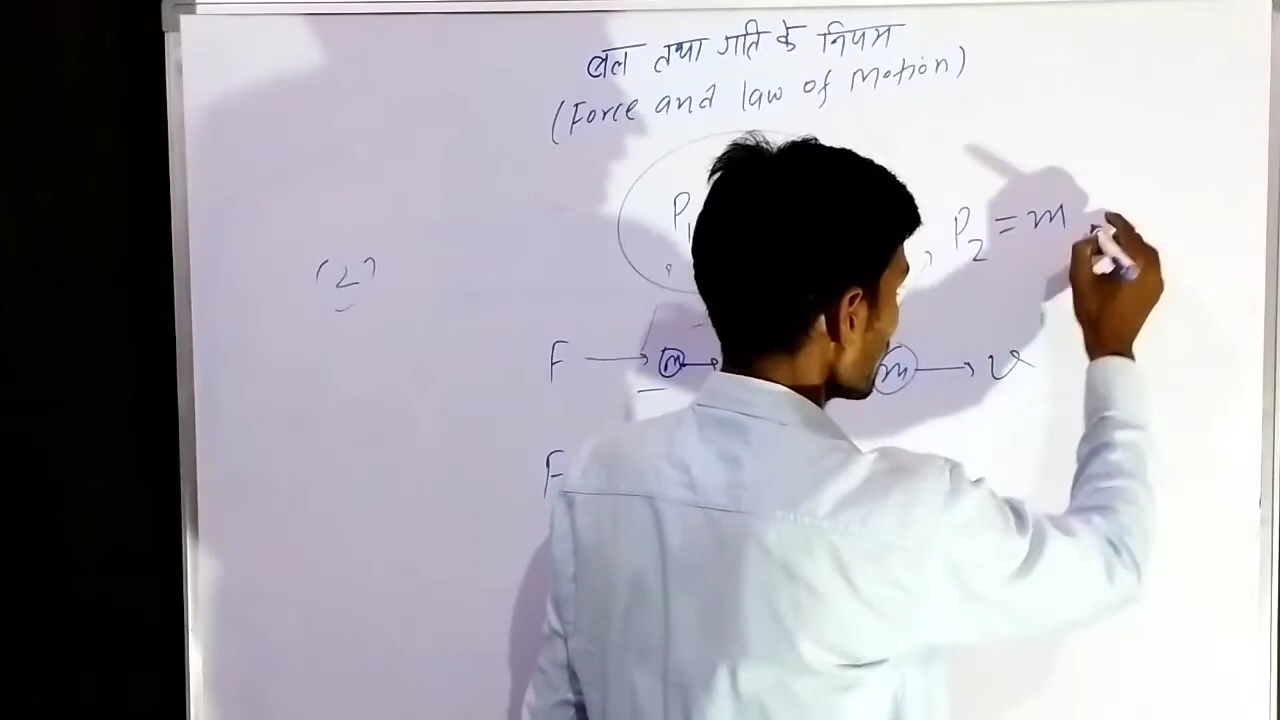 बल तथा गति के नियम
(Force and law of Motion)
P₁ , P₂ = m
(2)
F → m → m → v
F